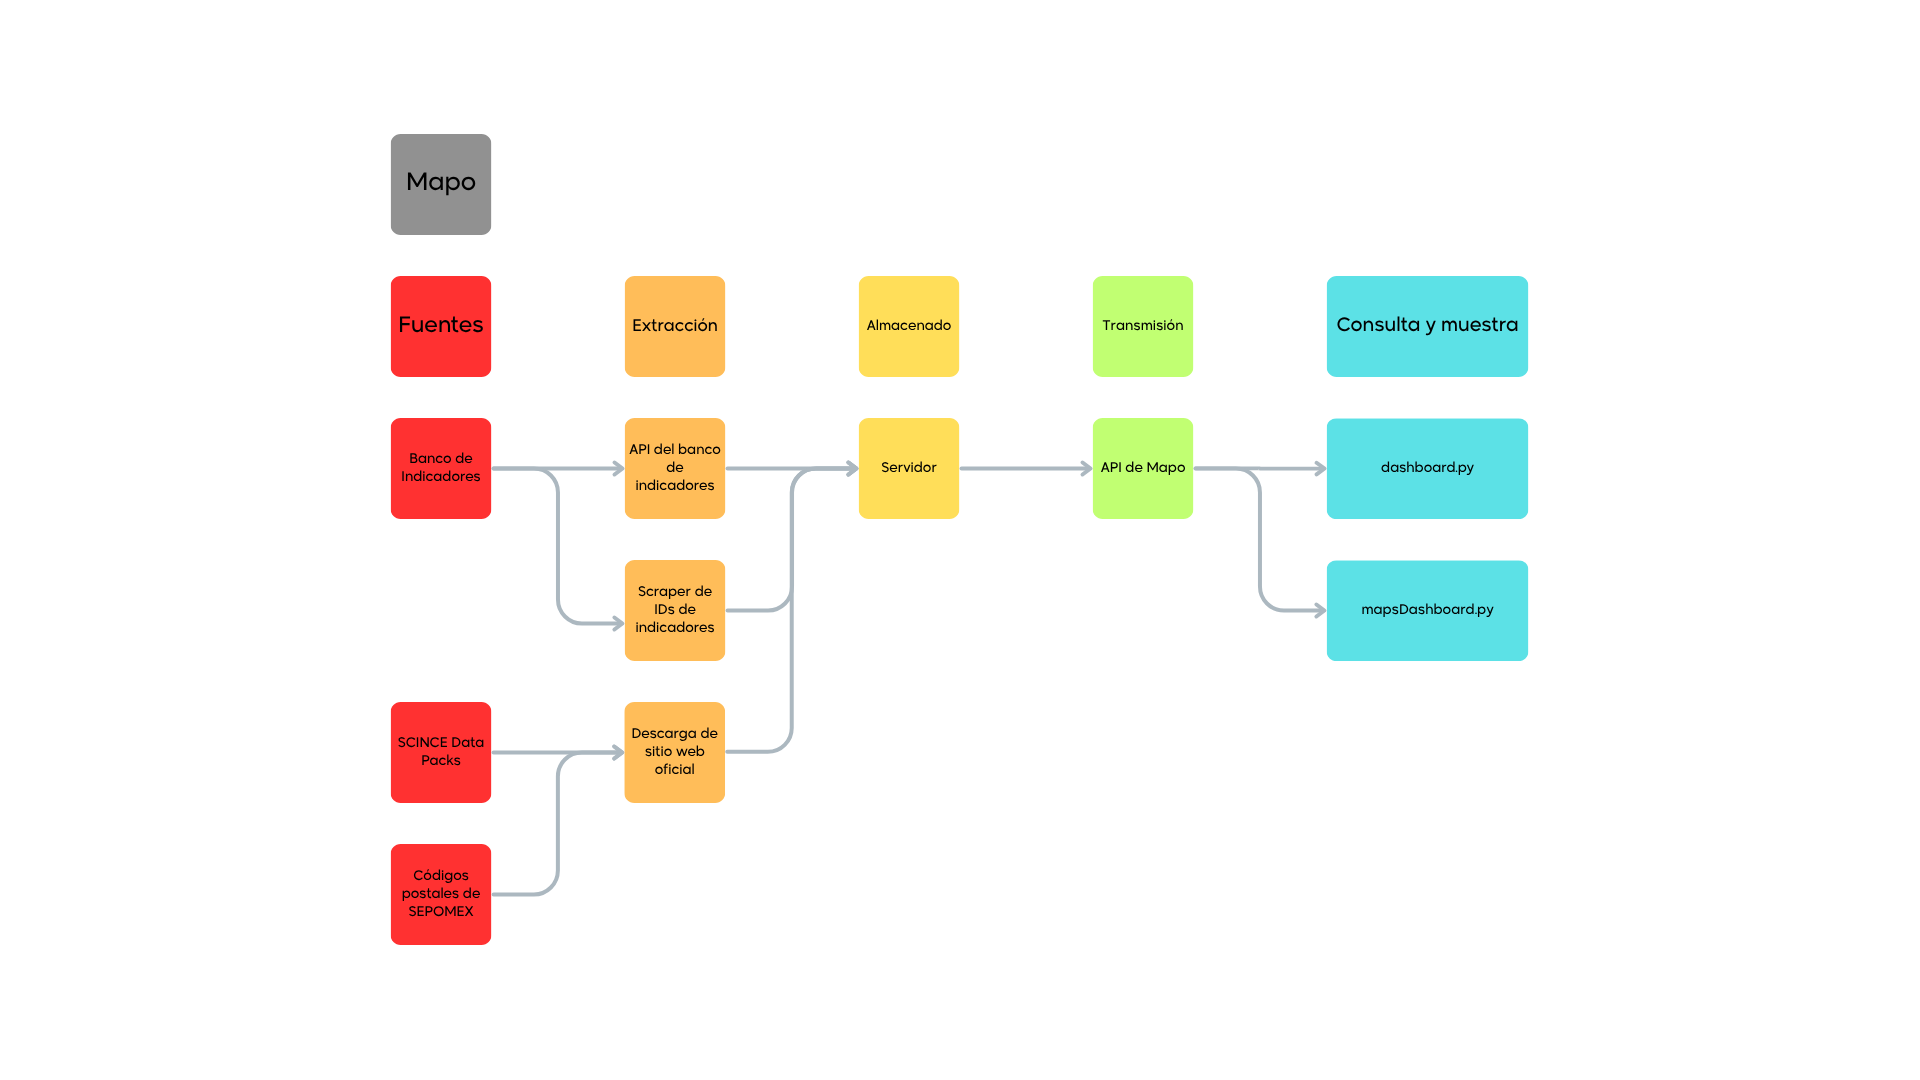 Mapo
Fuentes
Extracción
Almacenado
Transmisión
Consulta y muestra
Banco de
Indicadores
API del banco
de
indicadores
Servidor
API de Mapo
dashboard.py
Scraper de
IDs de
indicadores
mapsDashboard.py
SCINCE Data
Packs
Descarga de
sitio web
oficial
Códigos
postales de
SEPOMEX